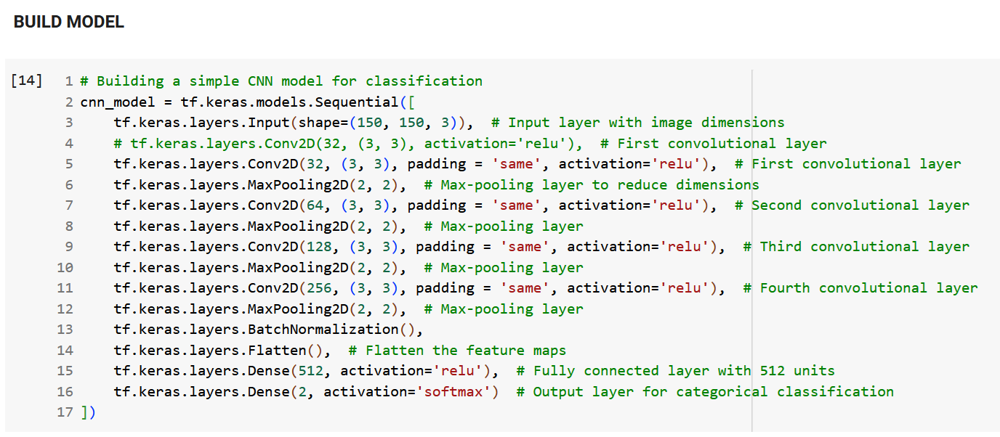 BUILD MODEL
[14] 1 # Building a simple CNN model for classification
2 cnn_model = tf.keras.models.Sequential([
3     tf.keras.layers.Input(shape=(150, 150, 3)),  # Input layer with image dimensions
4     # tf.keras.layers.Conv2D(32, (3, 3), activation='relu'),  # First convolutional layer
5     tf.keras.layers.Conv2D(32, (3, 3), padding = 'same', activation='relu'),  # First convolutional layer
6     tf.keras.layers.MaxPooling2D(2, 2),  # Max-pooling layer to reduce dimensions
7     tf.keras.layers.Conv2D(64, (3, 3), padding = 'same', activation='relu'),  # Second convolutional layer
8     tf.keras.layers.MaxPooling2D(2, 2),  # Max-pooling layer
9     tf.keras.layers.Conv2D(128, (3, 3), padding = 'same', activation='relu'),  # Third convolutional layer
10     tf.keras.layers.MaxPooling2D(2, 2),  # Max-pooling layer
11     tf.keras.layers.Conv2D(256, (3, 3), padding = 'same', activation='relu'),  # Fourth convolutional layer
12     tf.keras.layers.MaxPooling2D(2, 2),  # Max-pooling layer
13     tf.keras.layers.BatchNormalization(),
14     tf.keras.layers.Flatten(),  # Flatten the feature maps
15     tf.keras.layers.Dense(512, activation='relu'),  # Fully connected layer with 512 units
16     tf.keras.layers.Dense(2, activation='softmax')  # Output layer for categorical classification
17 ])